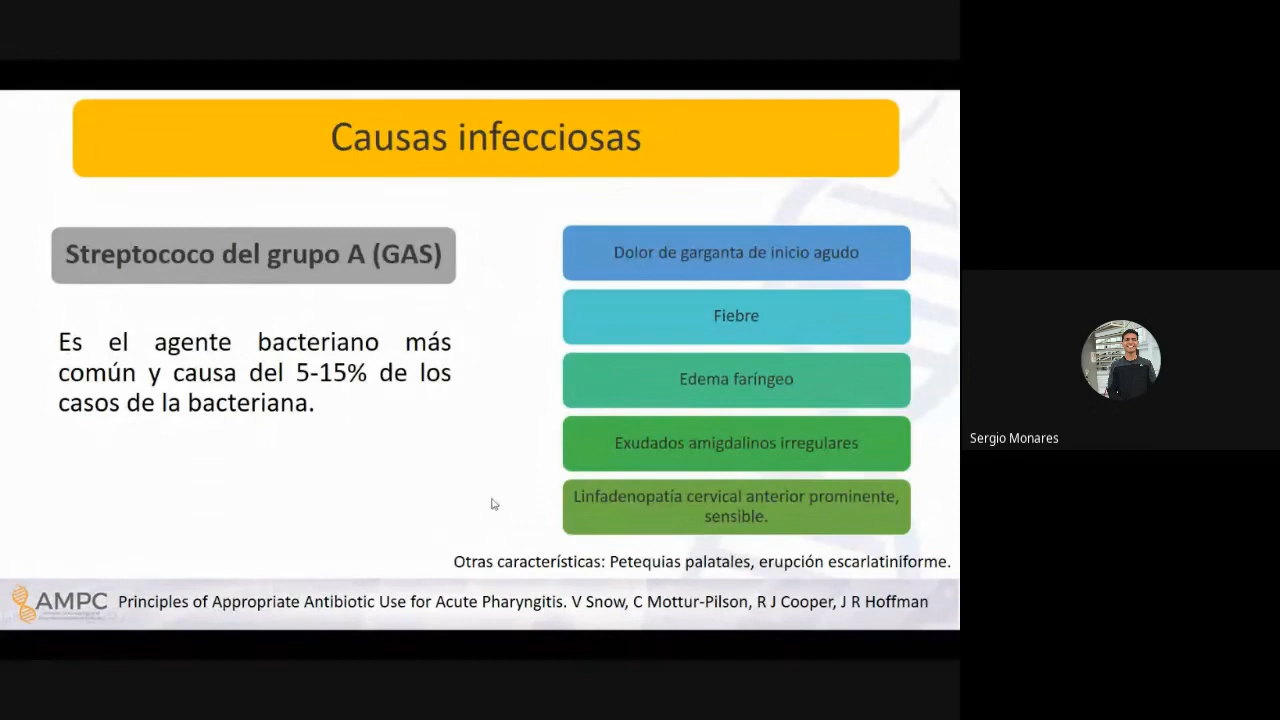 Causas infecciosas
Streptococo del grupo A (GAS)
Es el agente bacteriano más
común y causa del 5-15% de los
casos de la bacteriana.
Dolor de garganta de inicio agudo
Fiebre
Edema faríngeo
Exudados amigdalinos irregulares
Linfadenopatía cervical anterior prominente,
sensible.
Otras características: Petequias palatales, erupción escarlatiniforme.
AMPC
Principles of Appropriate Antibiotic Use for Acute Pharyngitis. V Snow, C Mottur-Pilson, R J Cooper, J R Hoffman
Sergio Monares